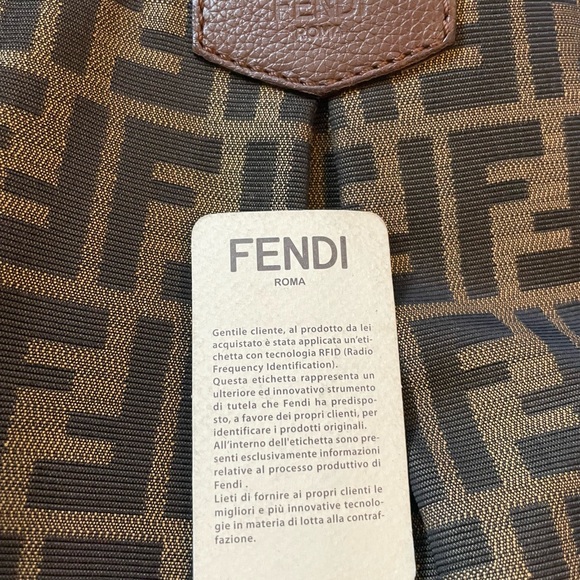 FENDI
ROMA
FENDI
ROMA
Gentile cliente, al prodotto da lei
acquistato è stata applicata un'eti-
chetta con tecnologia RFID (Radio
Frequency Identification).
Questa etichetta rappresenta un
ulteriore ed innovativo strumento
di tutela che Fendi ha predispo-
sto, a favore dei propri clienti, per
identificare i prodotti originali.
All'interno dell'etichetta sono pre-
senti esclusivamente informazioni
relative al processo produttivo di
Fendi .
Lieti di fornire ai propri clienti le
migliori e più innovative tecnolo-
gie in materia di lotta alla contraf-
fazione.